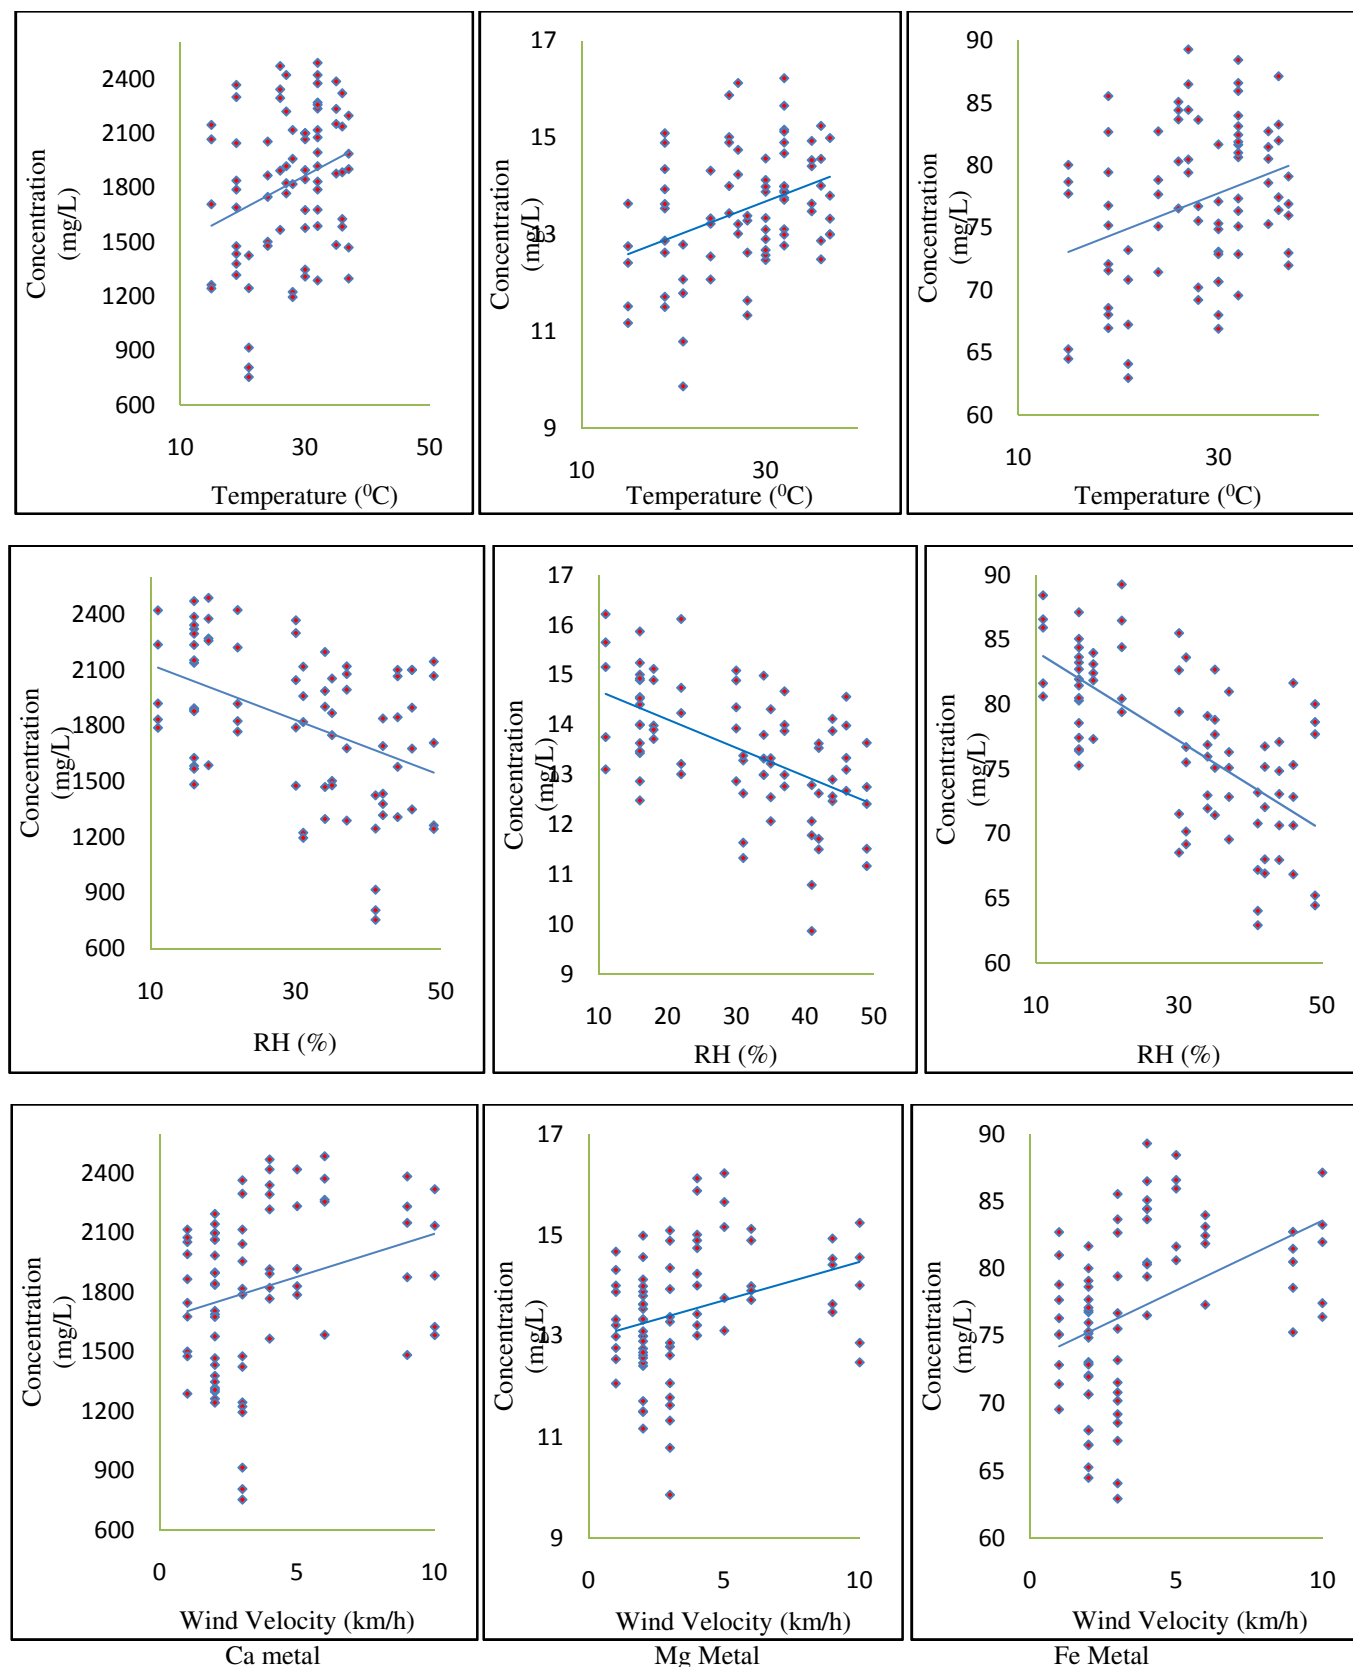 2400
2100
1800
1500
1200
900
600
10 30 50
Concentration
(mg/L)
Temperature (⁰C)
17
15
13
11
9
10 30
Concentration
(mg/L)
Temperature (⁰C)
90
85
80
75
70
65
60
10 30
Concentration
(mg/L)
Temperature (⁰C)
2400
2100
1800
1500
1200
900
600
10 30 50
Concentration
(mg/L)
RH (%)
17
16
15
14
13
12
11
10
9
10 20 30 40 50
Concentration
(mg/L)
RH (%)
90
85
80
75
70
65
60
10 30 50
Concentration
(mg/L)
RH (%)
2400
2100
1800
1500
1200
900
600
0 5 10
Concentration
(mg/L)
Wind Velocity (km/h)
17
15
13
11
9
0 5 10
Concentration
(mg/L)
Wind Velocity (km/h)
90
85
80
75
70
65
60
0 5 10
Concentration
(mg/L)
Wind Velocity (km/h)
Ca metal Mg Metal Fe Metal